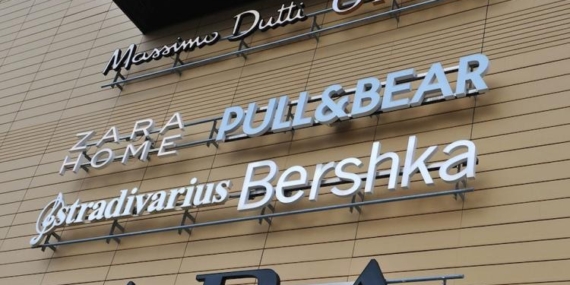 Massimo Dutti
ZARA HOME
PULL&BEAR
Stradivarius
Bershka